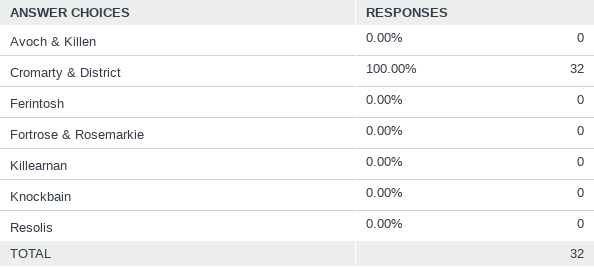 ANSWER CHOICES RESPONSES
Avoch & Killen 0.00% 0
Cromarty & District 100.00% 32
Ferintosh 0.00% 0
Fortrose & Rosemarkie 0.00% 0
Killearnan 0.00% 0
Knockbain 0.00% 0
Resolis 0.00% 0
TOTAL 32